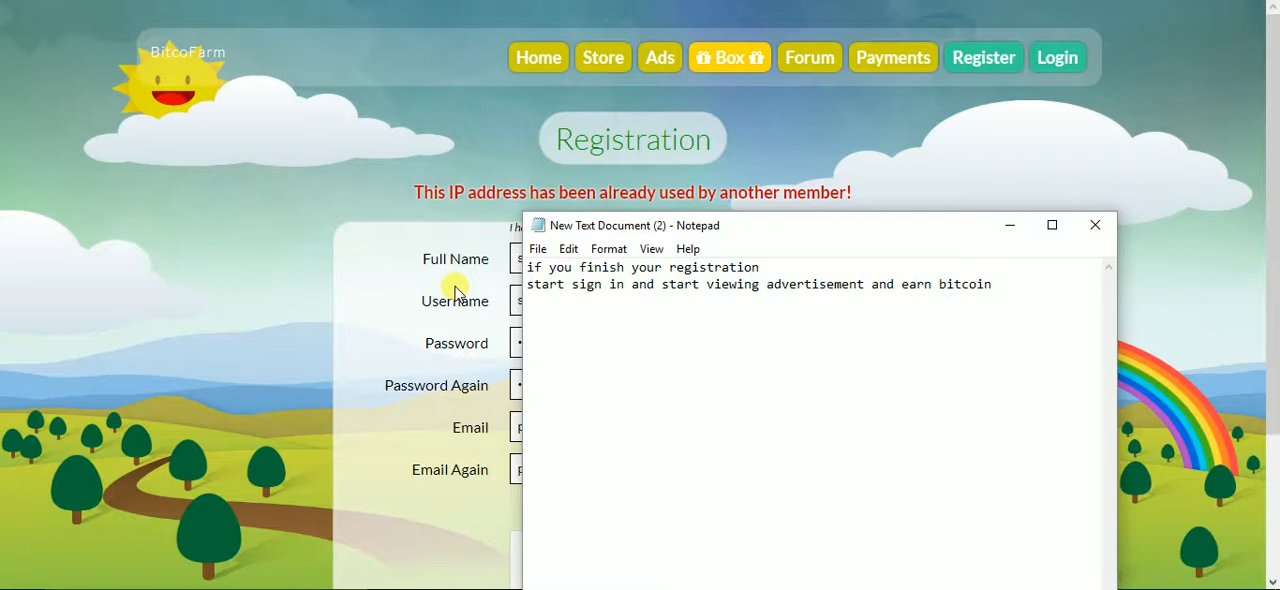 BitcoFarm
Home
Store
Ads
Box
Forum
Payments
Register
Login
Registration
This IP address has been already used by another member!
New Text Document (2) - Notepad
File Edit Format View Help
if you finish your registration
start sign in and start viewing advertisement and earn bitcoin
Full Name
Username
Password
Password Again
Email
Email Again